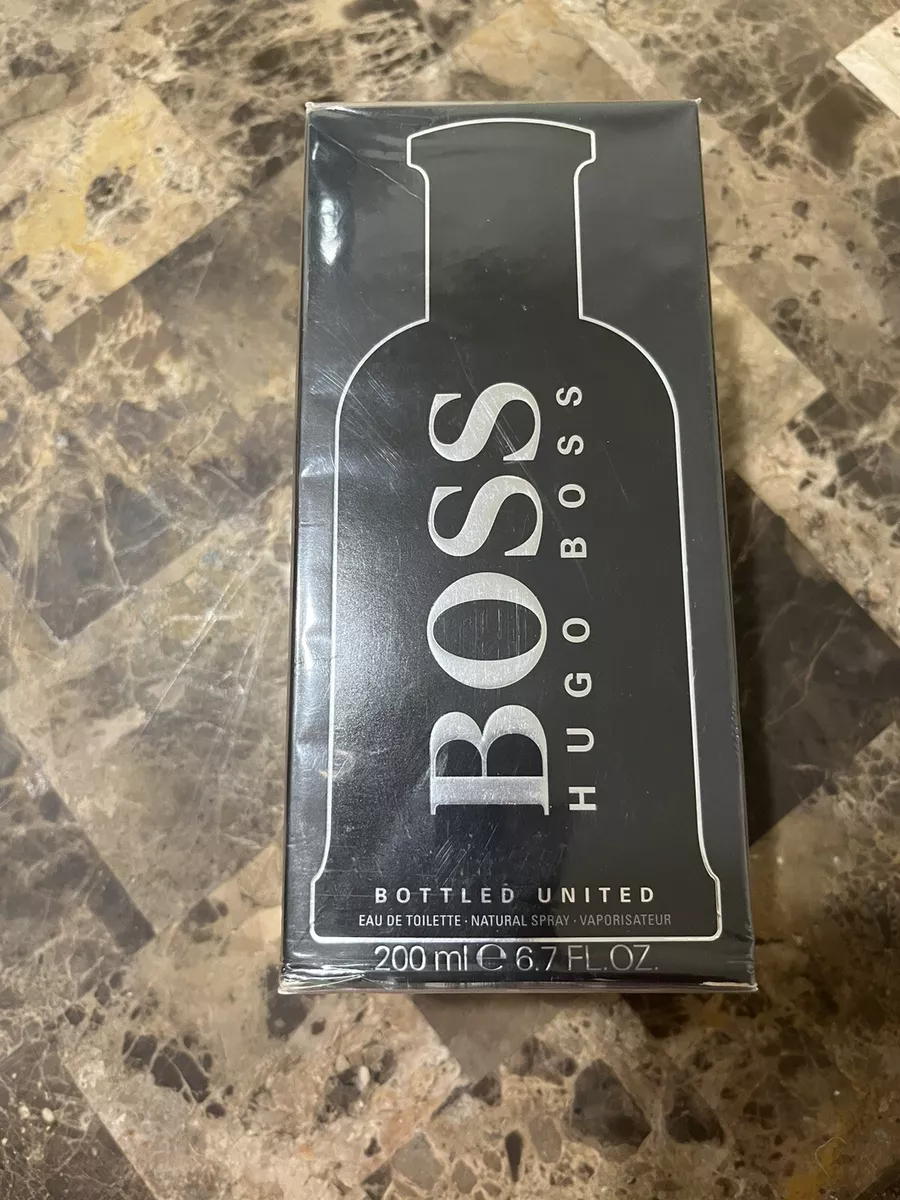 BOSS
HUGO BOSS
BOTTLED UNITED
EAU DE TOILETTE · NATURAL SPRAY · VAPORISATEUR
200 ml ℮ 6.7 FL.OZ.